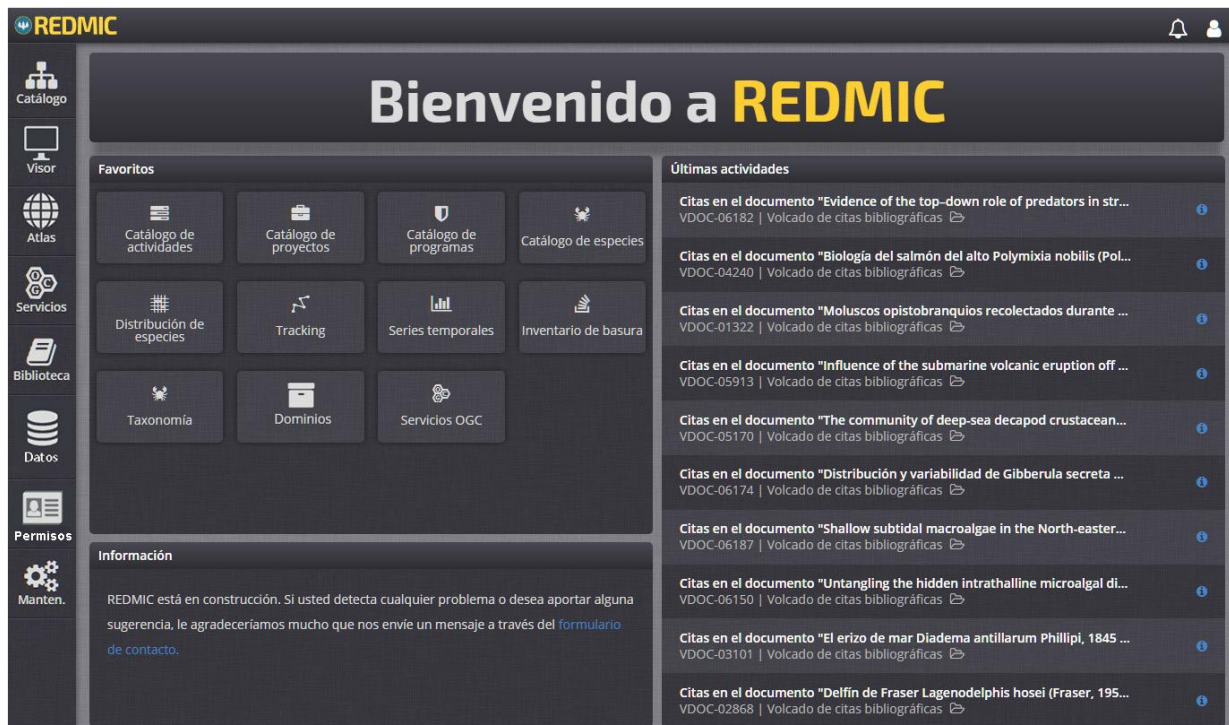 REDMIC
Catálogo
Visor
Atlas
Servicios
Biblioteca
Datos
Permisos
Manten.
Bienvenido a REDMIC
Favoritos
Catálogo de
actividades
Catálogo de
proyectos
Catálogo de
programas
Catálogo de especies
Distribución de
especies
Tracking
Series temporales
Inventario de basura
Taxonomía
Dominios
Servicios OGC
Información
REDMIC está en construcción. Si usted detecta cualquier problema o desea aportar alguna
sugerencia, le agradeceríamos mucho que nos envíe un mensaje a través del formulario
de contacto.
Últimas actividades
Citas en el documento "Evidence of the top–down role of predators in str...
VDOC-06182 | Volcado de citas bibliográficas
Citas en el documento "Biología del salmón del alto Polymixia nobilis (Pol...
VDOC-04240 | Volcado de citas bibliográficas
Citas en el documento "Moluscos opistobranquios recolectados durante ...
VDOC-01322 | Volcado de citas bibliográficas
Citas en el documento "Influence of the submarine volcanic eruption off ...
VDOC-05913 | Volcado de citas bibliográficas
Citas en el documento "The community of deep-sea decapod crustacean...
VDOC-05170 | Volcado de citas bibliográficas
Citas en el documento "Distribución y variabilidad de Gibberula secreta ...
VDOC-06174 | Volcado de citas bibliográficas
Citas en el documento "Shallow subtidal macroalgae in the North-easter...
VDOC-06187 | Volcado de citas bibliográficas
Citas en el documento "Untangling the hidden intrathalline microalgal di...
VDOC-06150 | Volcado de citas bibliográficas
Citas en el documento "El erizo de mar Diadema antillarum Phillipi, 1845 ...
VDOC-03101 | Volcado de citas bibliográficas
Citas en el documento "Delfín de Fraser Lagenodelphis hosei (Fraser, 195...
VDOC-02868 | Volcado de citas bibliográficas